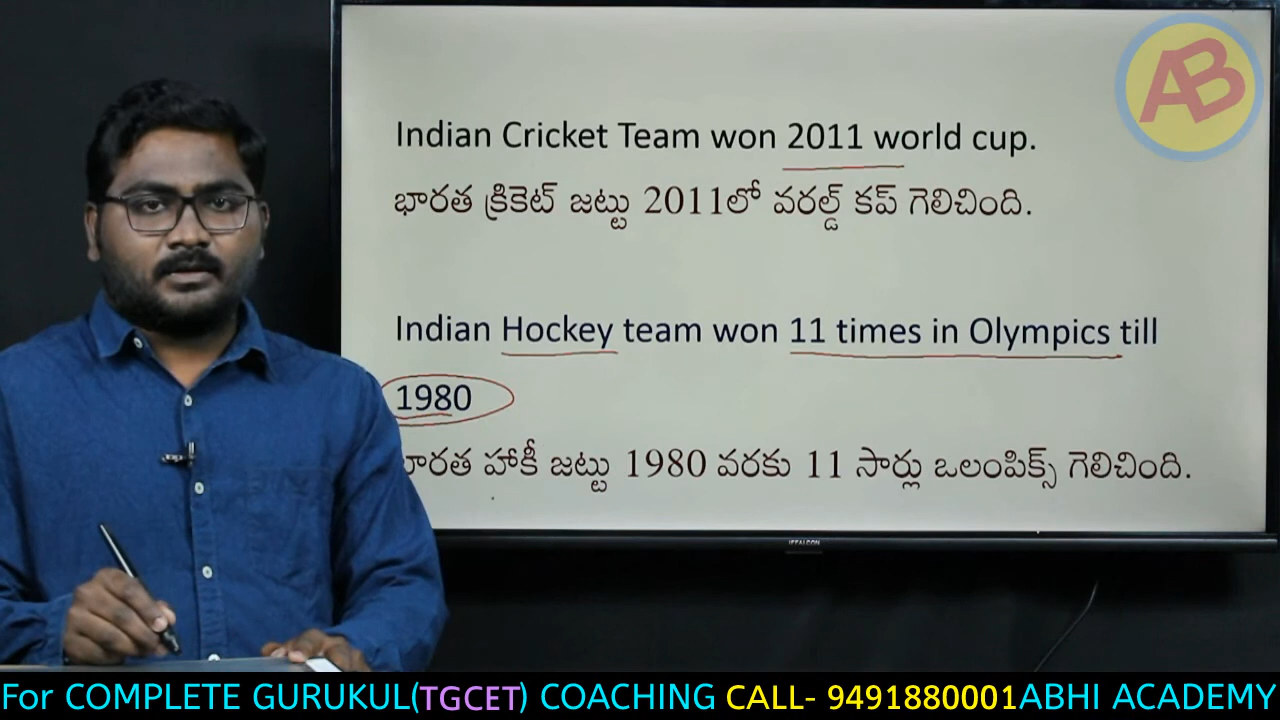 AB
Indian Cricket Team won 2011 world cup.
భారత క్రికెట్ జట్టు 2011లో వరల్డ్ కప్ గెలిచింది.
Indian Hockey team won 11 times in Olympics till
1980
హాకీ జట్టు 1980 వరకు 11 సార్లు ఒలంపిక్స్ గెలిచింది.
IFFALCON
For COMPLETE GURUKUL(TGCET) COACHING CALL- 9491880001ABHI ACADEMY